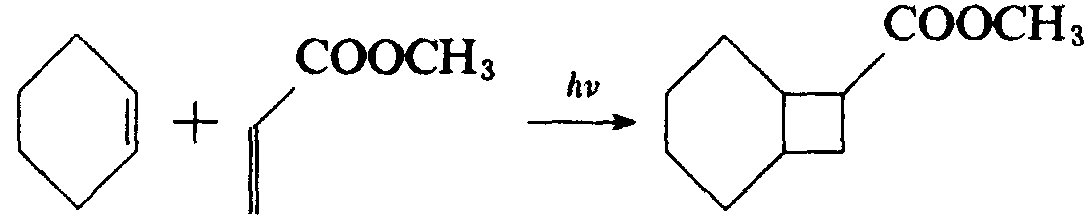 COOCH₃
+
COOCH₃
hν